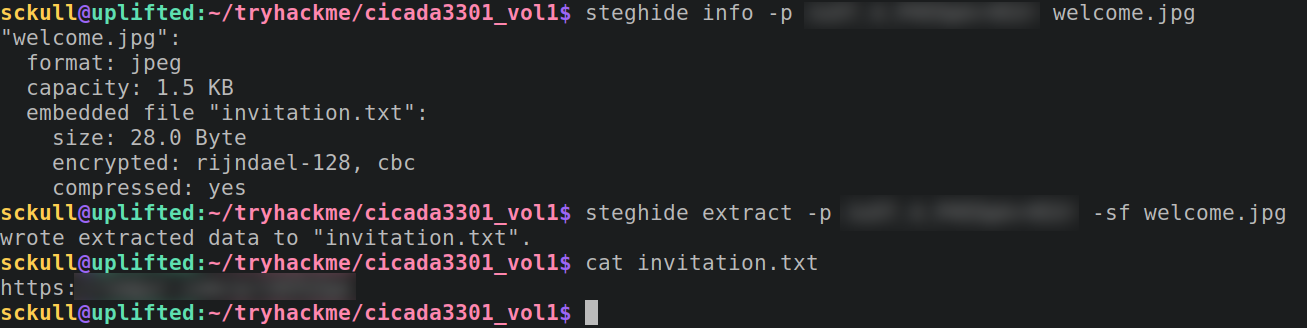 sckull@uplifted:~/tryhackme/cicada3301_vol1$ steghide info -p welcome.jpg
"welcome.jpg":
  format: jpeg
  capacity: 1.5 KB
  embedded file "invitation.txt":
    size: 28.0 Byte
    encrypted: rijndael-128, cbc
    compressed: yes
sckull@uplifted:~/tryhackme/cicada3301_vol1$ steghide extract -p -sf welcome.jpg
wrote extracted data to "invitation.txt".
sckull@uplifted:~/tryhackme/cicada3301_vol1$ cat invitation.txt
https:
sckull@uplifted:~/tryhackme/cicada3301_vol1$